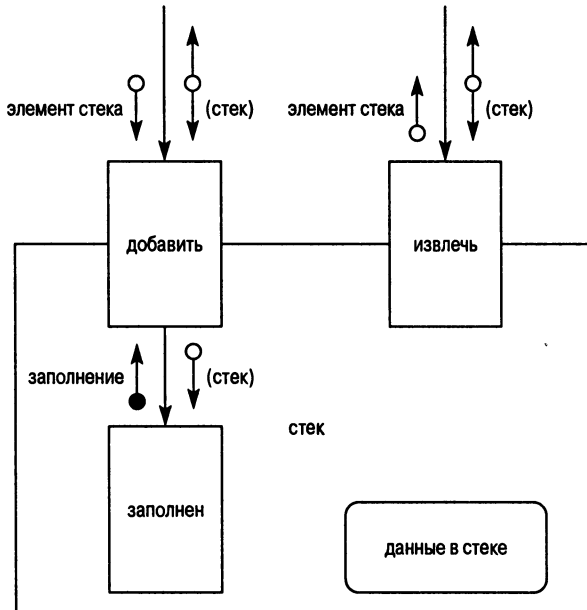 элемент стека
(стек)
элемент стека
(стек)
добавить
извлечь
заполнение
(стек)
стек
заполнен
данные в стеке